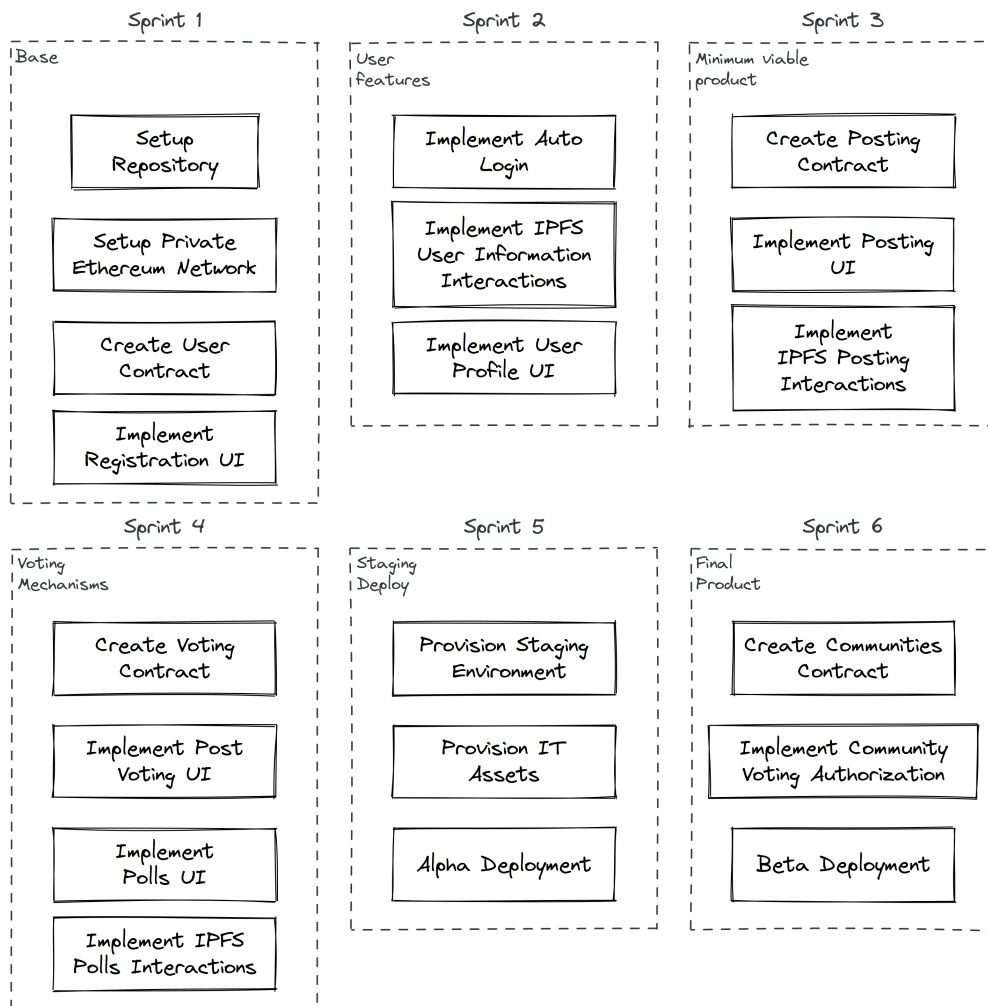 Sprint 1
Base
Setup
Repository
Setup Private
Ethereum Network
Create User
Contract
Implement
Registration UI
Sprint 2
User
features
Implement Auto
Login
Implement IPFS
User Information
Interactions
Implement User
Profile UI
Sprint 3
Minimum viable
product
Create Posting
Contract
Implement Posting
UI
Implement
IPFS Posting
Interactions
Sprint 4
Voting
Mechanisms
Create Voting
Contract
Implement Post
Voting UI
Implement
Polls UI
Implement IPFS
Polls Interactions
Sprint 5
Staging
Deploy
Provision Staging
Environment
Provision IT
Assets
Alpha Deployment
Sprint 6
Final
Product
Create Communities
Contract
Implement Community
Voting Authorization
Beta Deployment